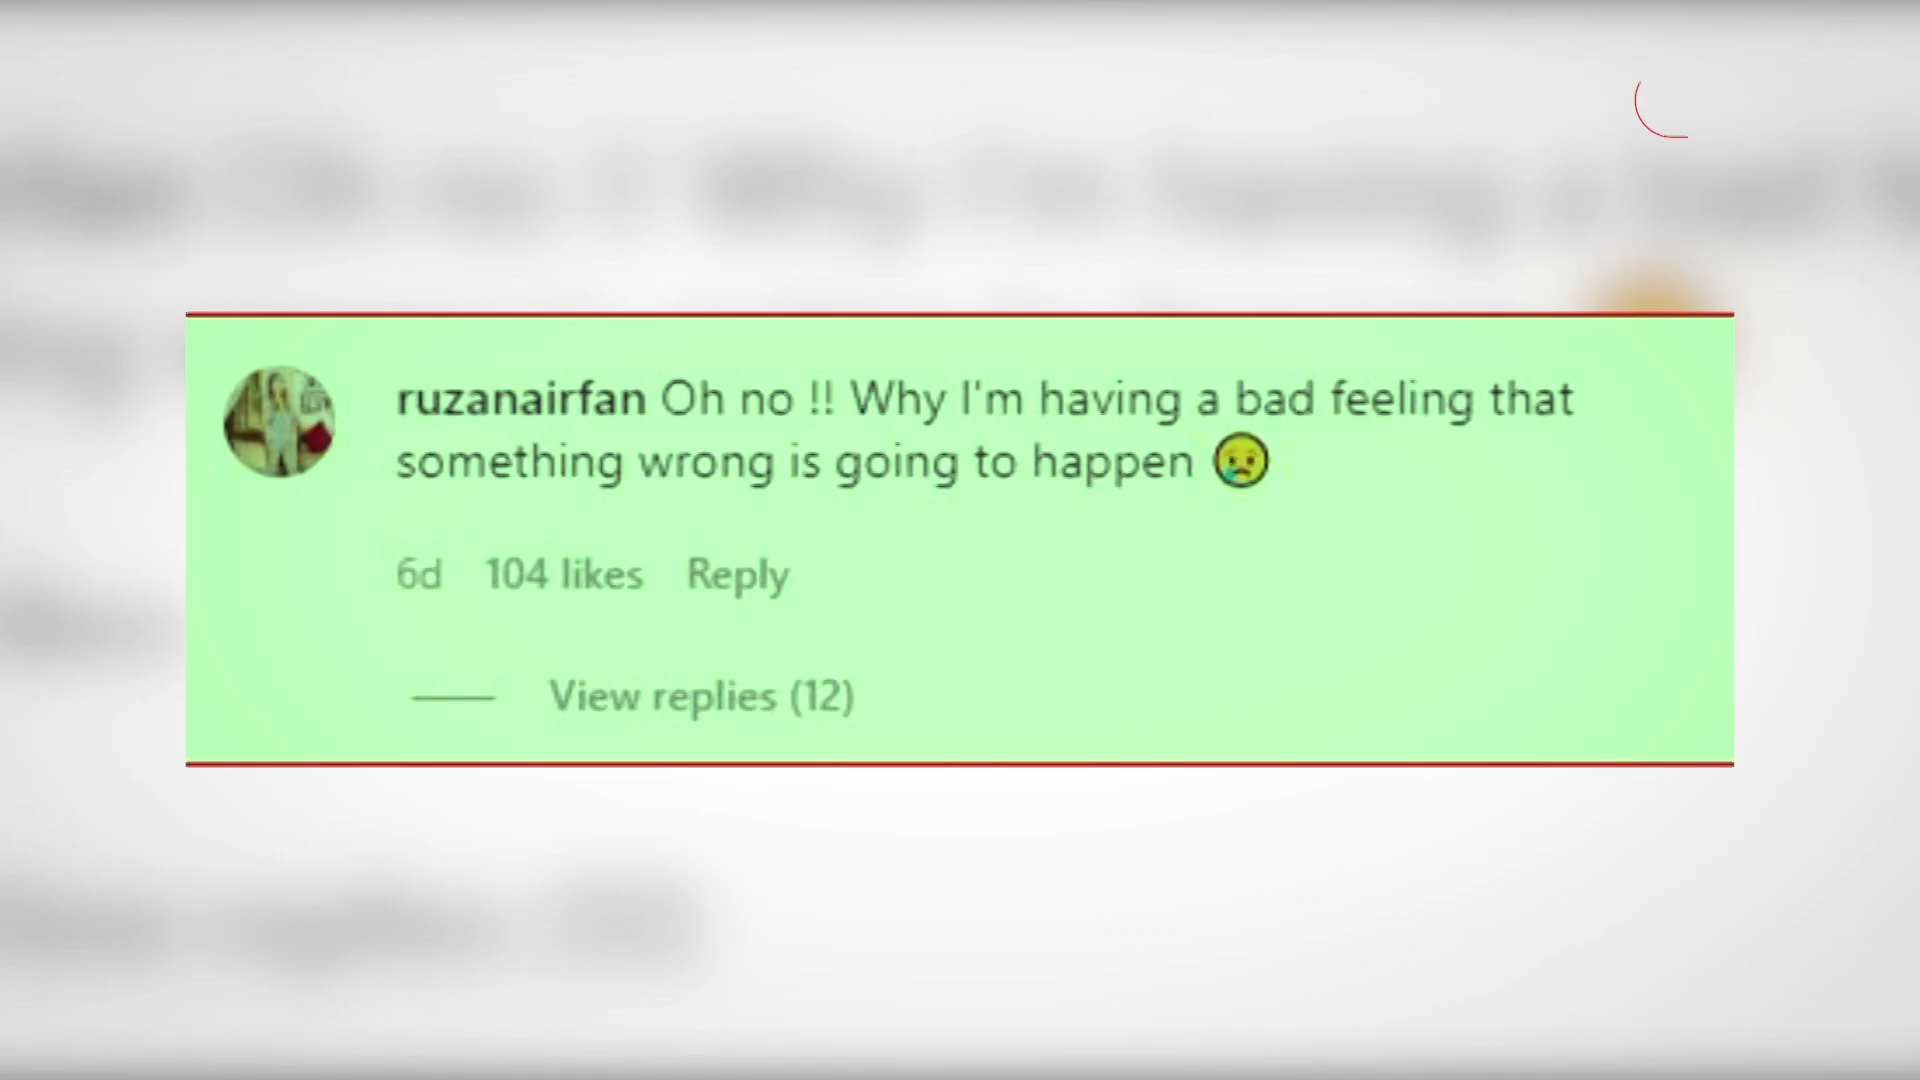 ruzanairfan Oh no !! Why I'm having a bad feeling that
something wrong is going to happen 😢
6d 104 likes Reply
View replies (12)